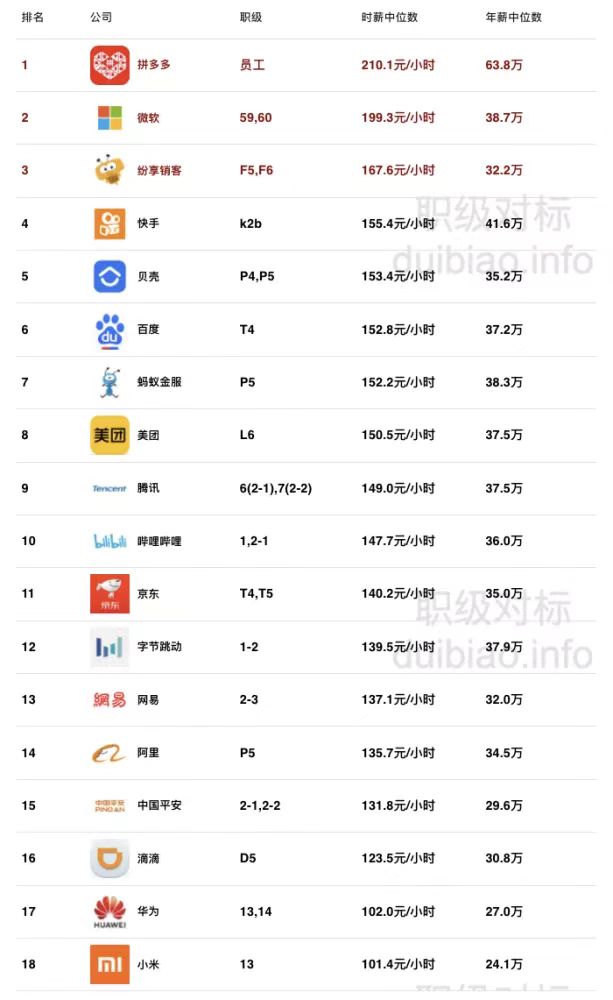 排名 公司 职级 时薪中位数 年薪中位数
1 拼多多 员工 210.1元/小时 63.8万
2 微软 59,60 199.3元/小时 38.7万
3 纷享销客 F5,F6 167.6元/小时 32.2万
职级对标
4 快手 k2b 155.4元/小时 41.6万
duibiao.info
5 贝壳 P4,P5 153.4元/小时 35.2万
6 du 百度 T4 152.8元/小时 37.2万
7 蚂蚁金服 P5 152.2元/小时 38.3万
8 美团 美团 L6 150.5元/小时 37.5万
9 Tencent 腾讯 6(2-1),7(2-2) 149.0元/小时 37.5万
10 bilibili 哔哩哔哩 1,2-1 147.7元/小时 36.0万
11 京东 京东 T4,T5 140.2元/小时 35.0万
职级对标
12 字节跳动 1-2 139.5元/小时 37.9万
duibiao.info
13 網易 网易 2-3 137.1元/小时 32.0万
14 阿里 P5 135.7元/小时 34.5万
15 中国平安 PING AN 中国平安 2-1,2-2 131.8元/小时 29.6万
16 滴滴 D5 123.5元/小时 30.8万
17 HUAWEI 华为 13,14 102.0元/小时 27.0万
18 mi 小米 13 101.4元/小时 24.1万